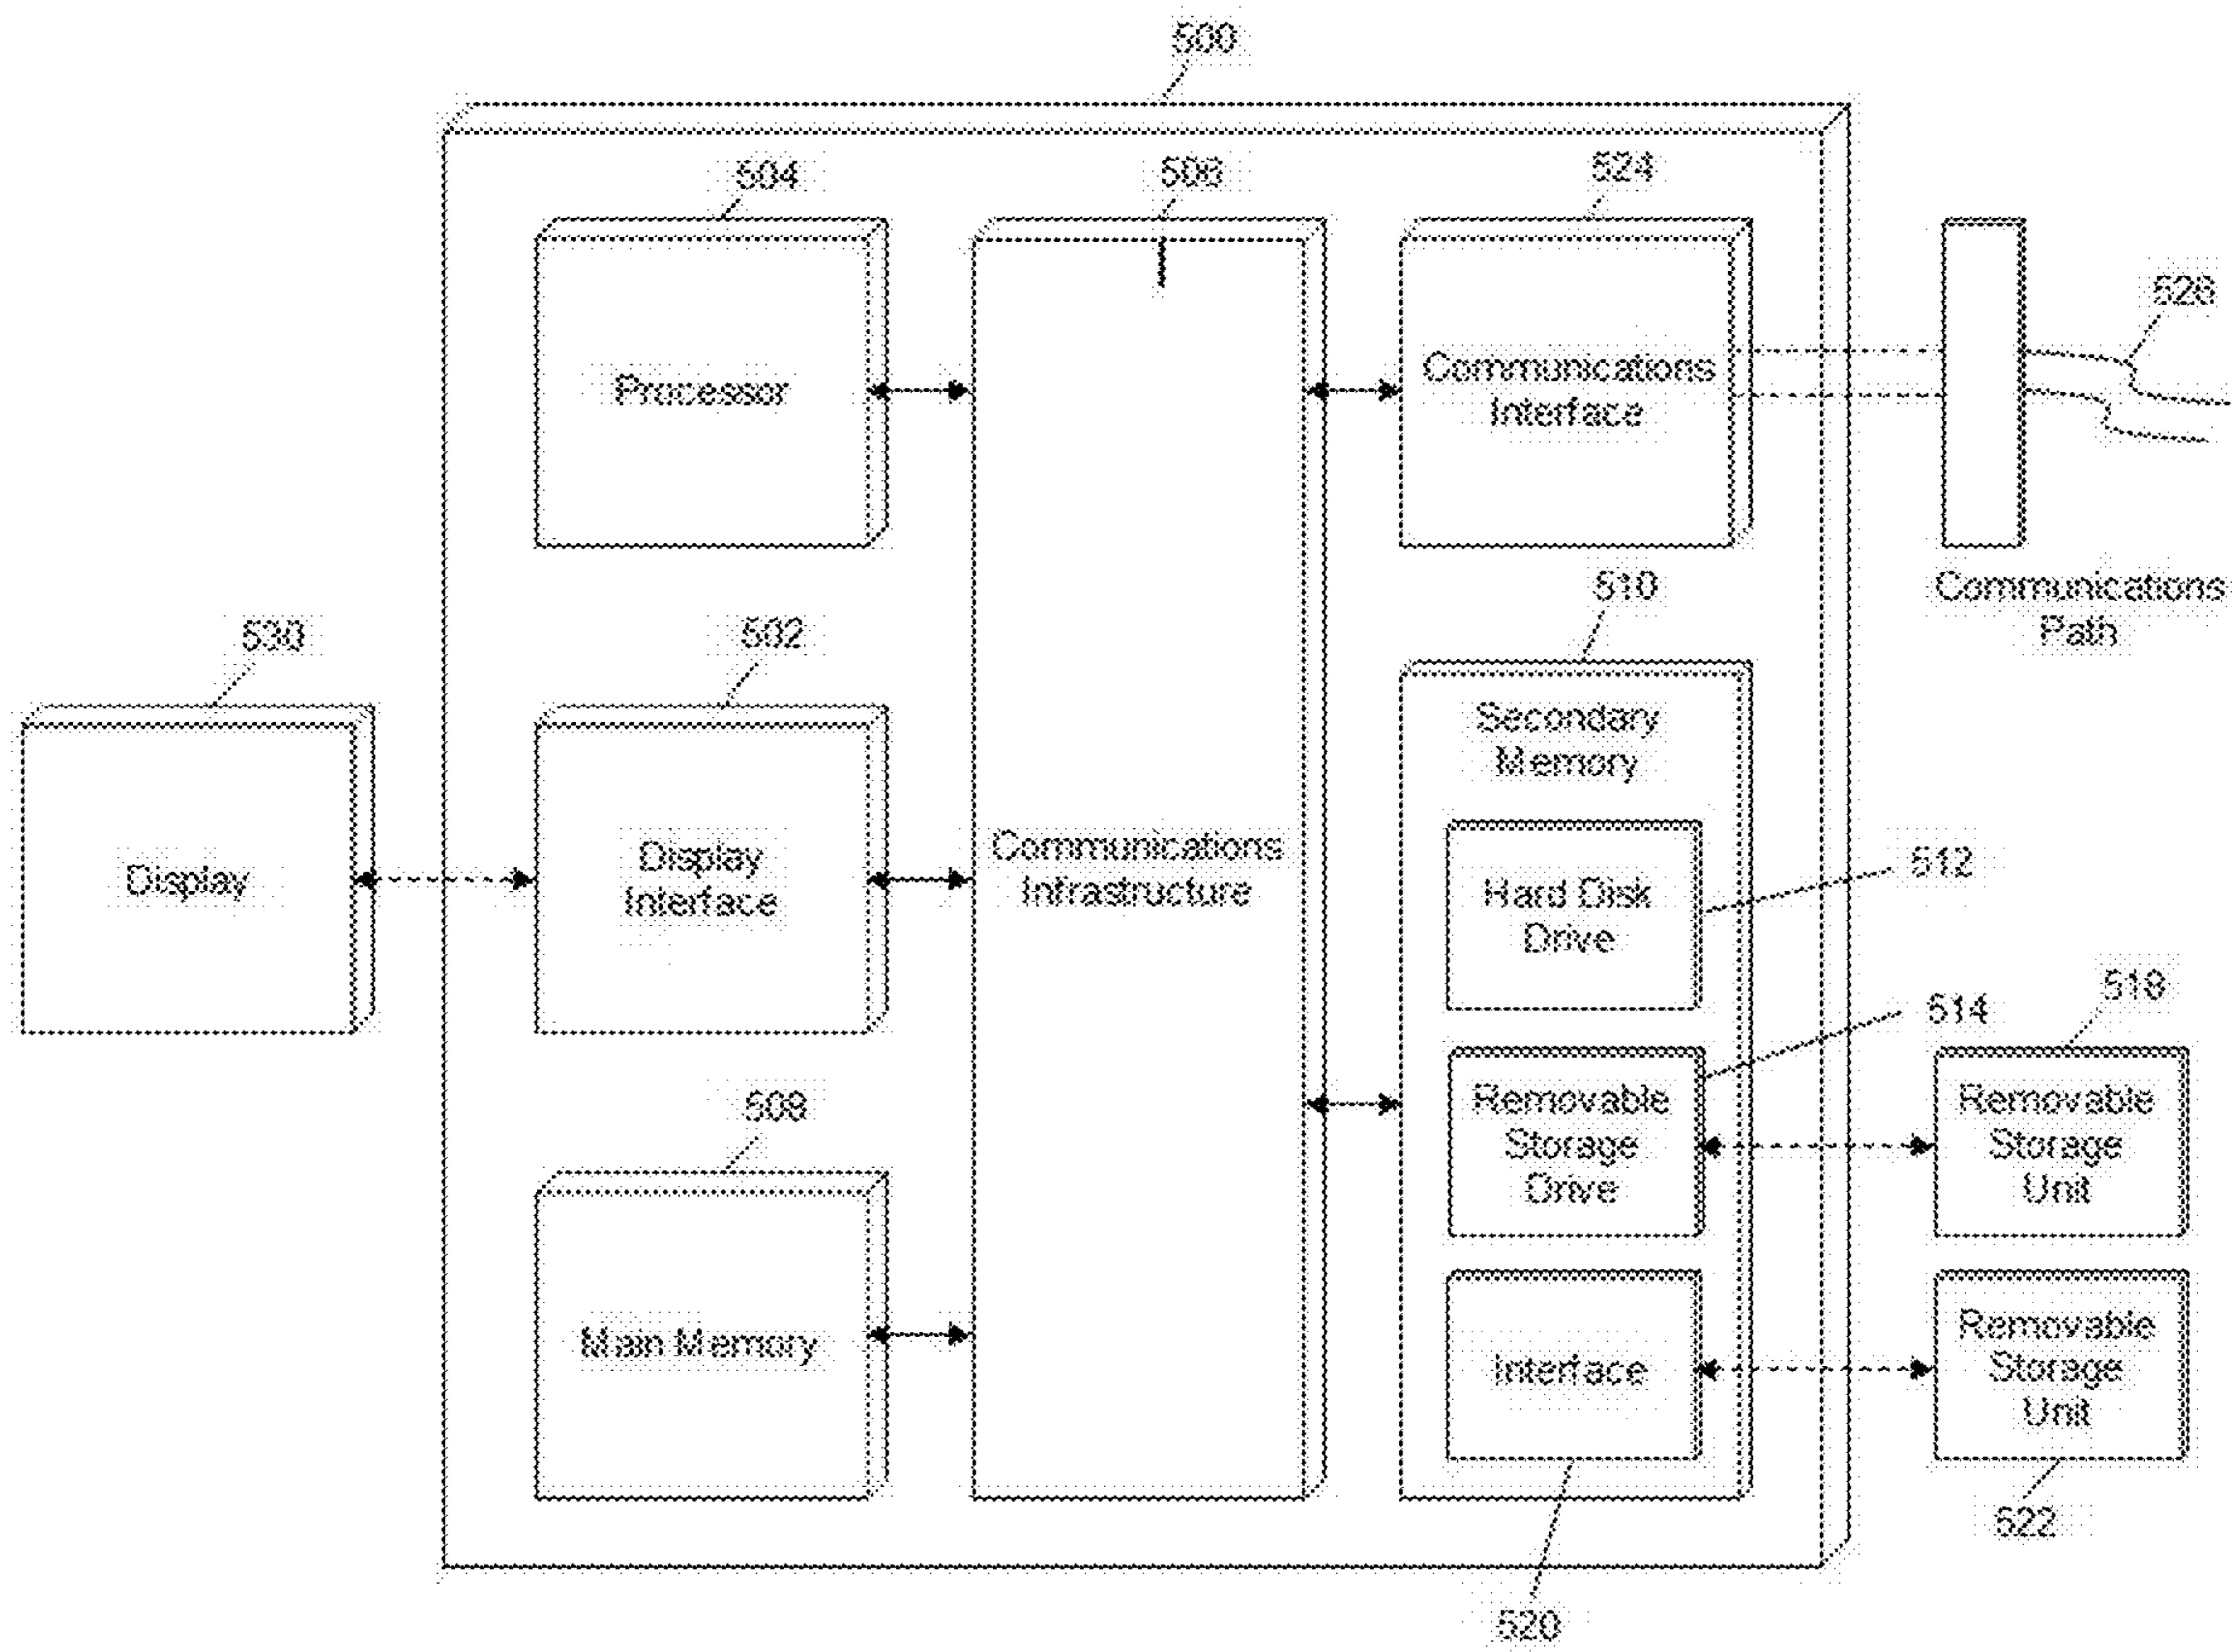 500
504
506
524
Processor
Communications
Interface
526
Communications
Path
530
502
510
Display
Display
Interface
Communications
Infrastructure
Secondary
Memory
Hard Disk
Drive
512
514
518
508
Main Memory
Removable
Storage
Drive
Removable
Storage
Unit
Interface
Removable
Storage
Unit
522
520